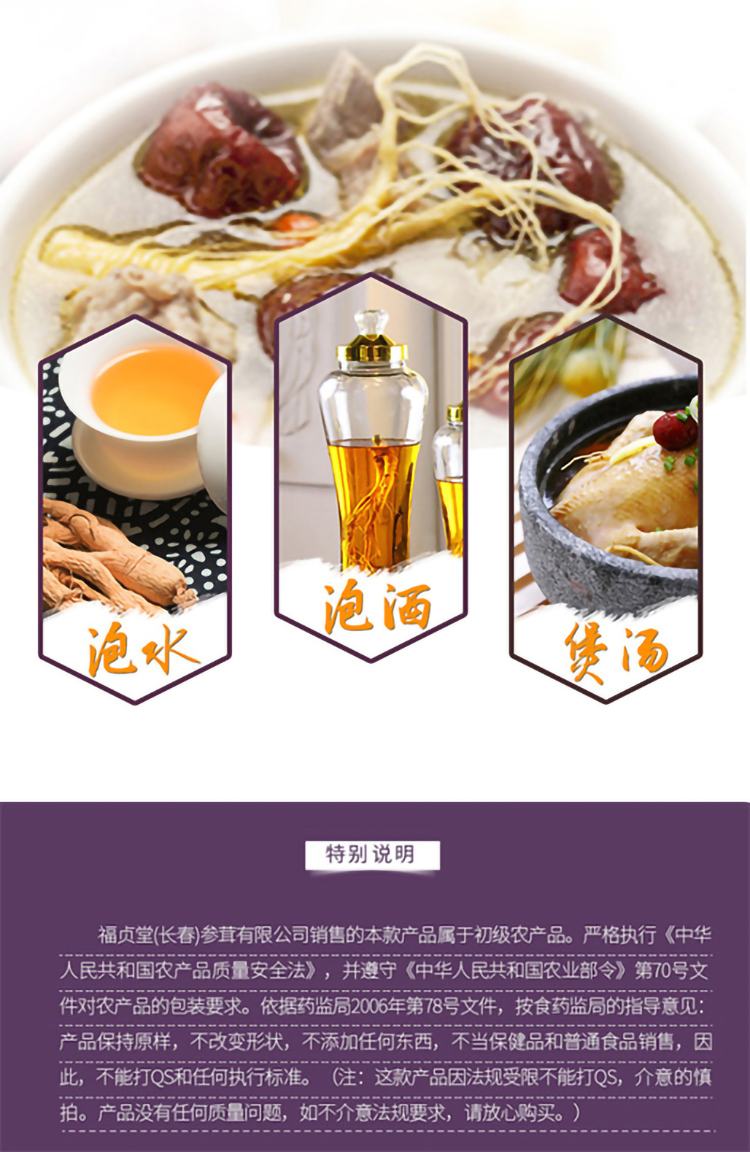 泡水
泡酒
煲汤
特别说明
福贞堂(长春)参茸有限公司销售的本款产品属于初级农产品。严格执行《中华
人民共和国农产品质量安全法》，并遵守《中华人民共和国农业部令》第70号文
件对农产品的包装要求。依据药监局2006年第78号文件，按食药监局的指导意见：
产品保持原样，不改变形状，不添加任何东西，不当保健品和普通食品销售，因
此，不能打QS和任何执行标准。（注：这款产品因法规受限不能打QS，介意的慎
拍。产品没有任何质量问题，如不介意法规要求，请放心购买。）